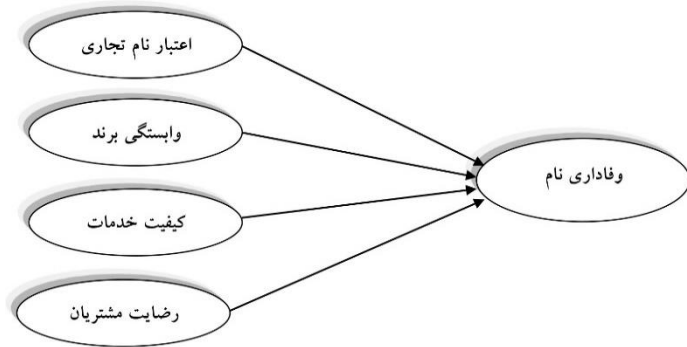 اعتبار نام تجاری
وابستگی برند
کیفیت خدمات
رضایت مشتریان
وفاداری نام